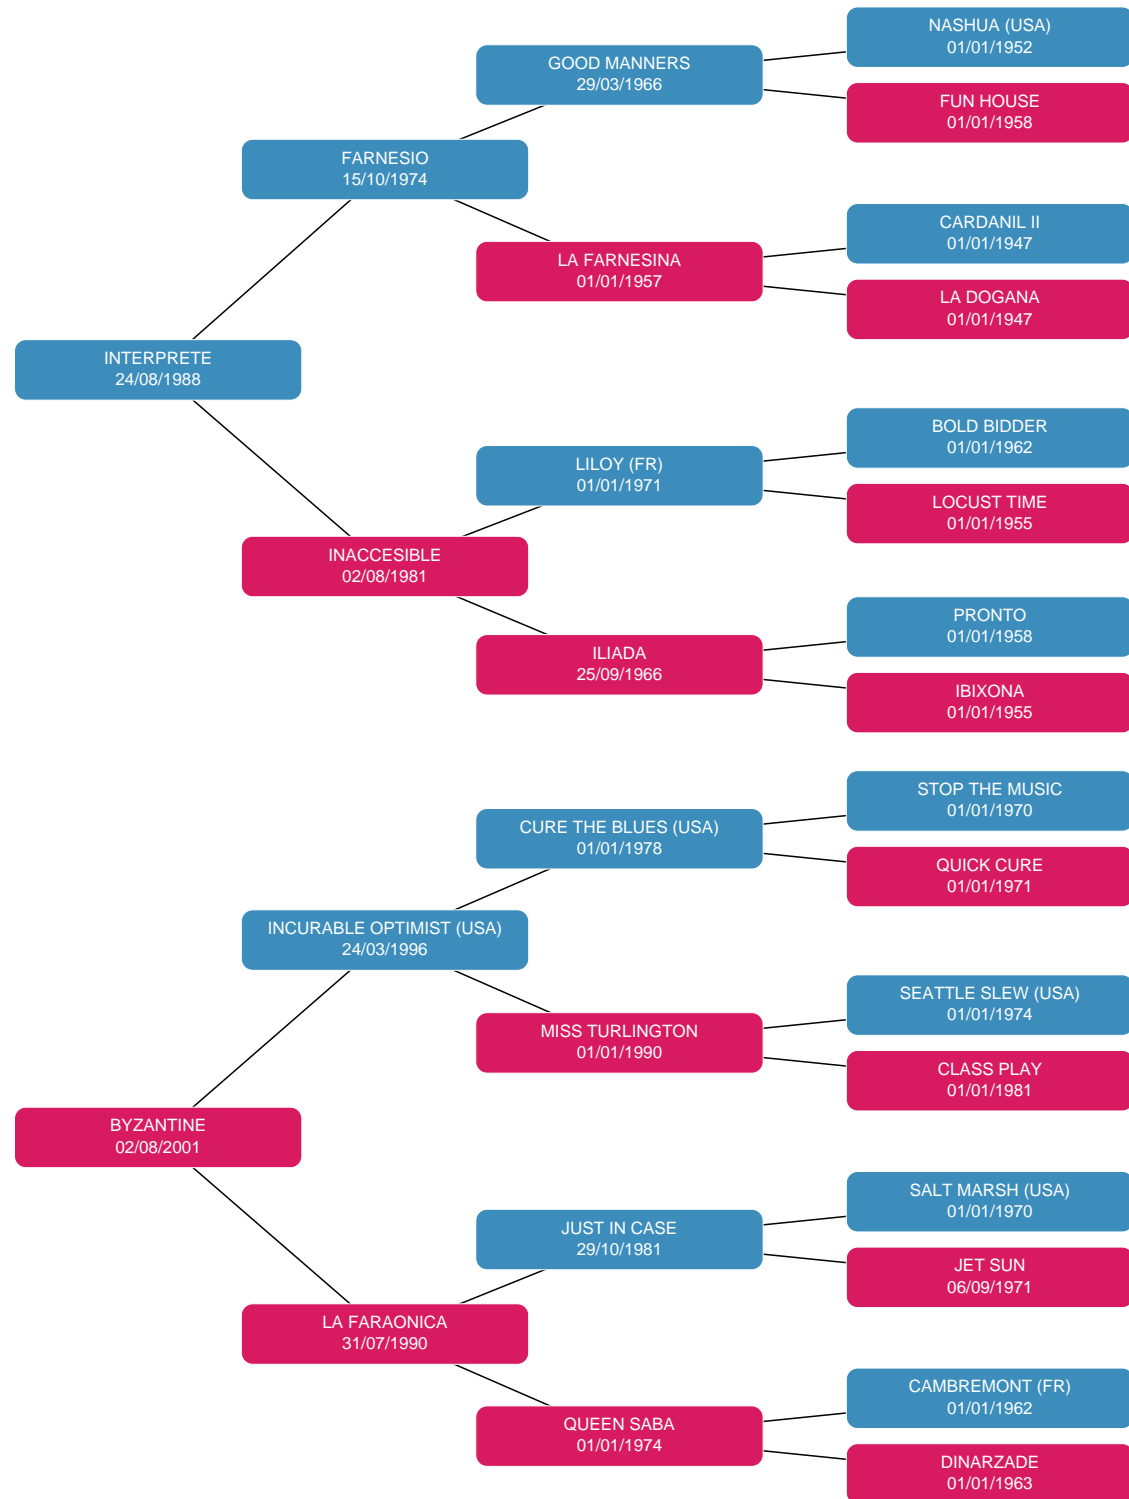 NASHUA (USA)
01/01/1952
GOOD MANNERS
29/03/1966
FUN HOUSE
01/01/1958
FARNESIO
15/10/1974
CARDANIL II
01/01/1947
LA FARNESINA
01/01/1957
LA DOGANA
01/01/1947
INTERPRETE
24/08/1988
BOLD BIDDER
01/01/1962
LILOY (FR)
01/01/1971
LOCUST TIME
01/01/1955
INACCESIBLE
02/08/1981
PRONTO
01/01/1958
ILIADA
25/09/1966
IBIXONA
01/01/1955
STOP THE MUSIC
01/01/1970
CURE THE BLUES (USA)
01/01/1978
QUICK CURE
01/01/1971
INCURABLE OPTIMIST (USA)
24/03/1996
SEATTLE SLEW (USA)
01/01/1974
MISS TURLINGTON
01/01/1990
CLASS PLAY
01/01/1981
BYZANTINE
02/08/2001
SALT MARSH (USA)
01/01/1970
JUST IN CASE
29/10/1981
JET SUN
06/09/1971
LA FARAONICA
31/07/1990
CAMBREMONT (FR)
01/01/1962
QUEEN SABA
01/01/1974
DINARZADE
01/01/1963